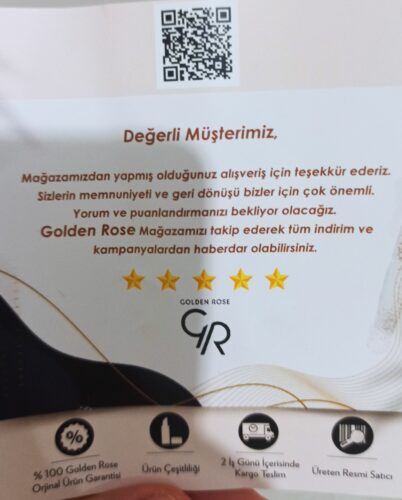 Değerli Müşterimiz,
Mağazamızdan yapmış olduğunuz alışveriş için teşekkür ederiz.
Sizlerin memnuniyeti ve geri dönüşü bizler için çok önemli.
Yorum ve puanlandırmanızı bekliyor olacağız.
Golden Rose Mağazamızı takip ederek tüm indirim ve
kampanyalardan haberdar olabilirsiniz.
GOLDEN ROSE
GR
%
% 100 Golden Rose
Orjinal Ürün Garantisi
Ürün Çeşitliliği
2 İş Günü İçerisinde
Kargo Teslim
Üreten Resmi Satıcı